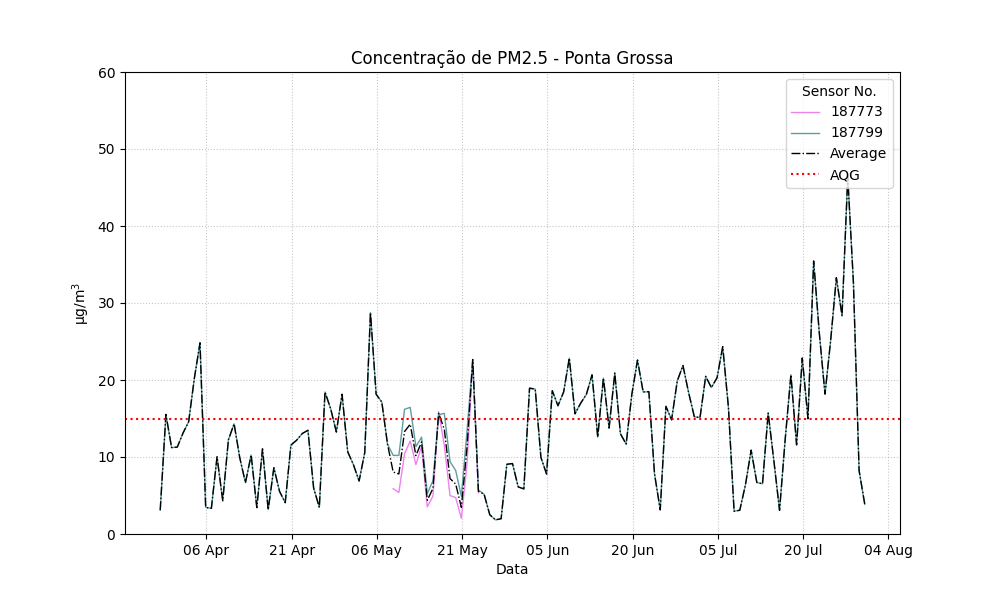 Concentração de PM2.5 - Ponta Grossa
Sensor No.
187773
187799
Average
AQG
60
50
40
30
20
10
0
µg/m³
06 Apr
21 Apr
06 May
21 May
05 Jun
20 Jun
05 Jul
20 Jul
04 Aug
Data